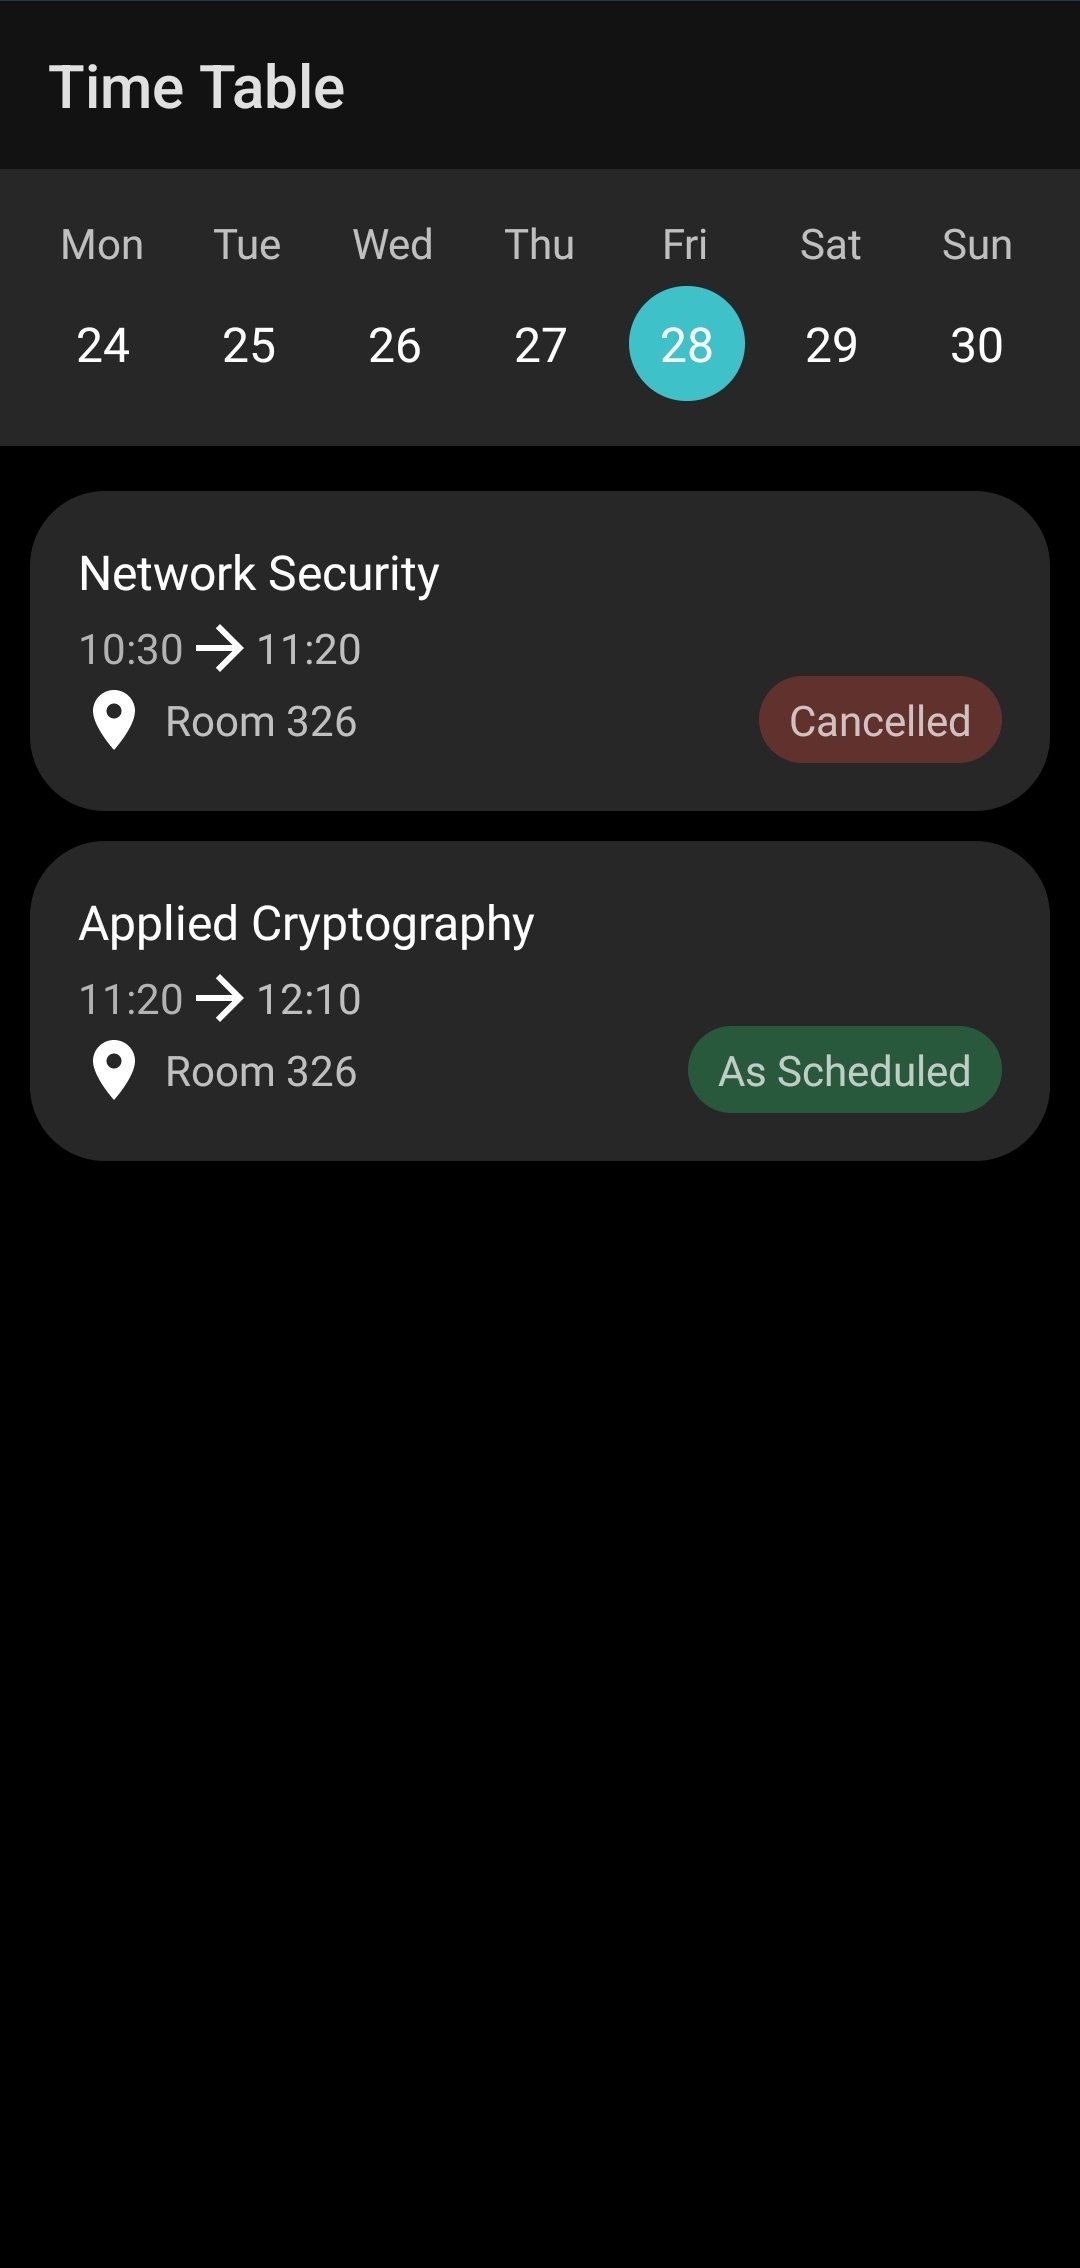 Time Table
Mon Tue Wed Thu Fri Sat Sun
24 25 26 27 28 29 30
Network Security
10:30 → 11:20
Room 326 Cancelled
Applied Cryptography
11:20 → 12:10
Room 326 As Scheduled